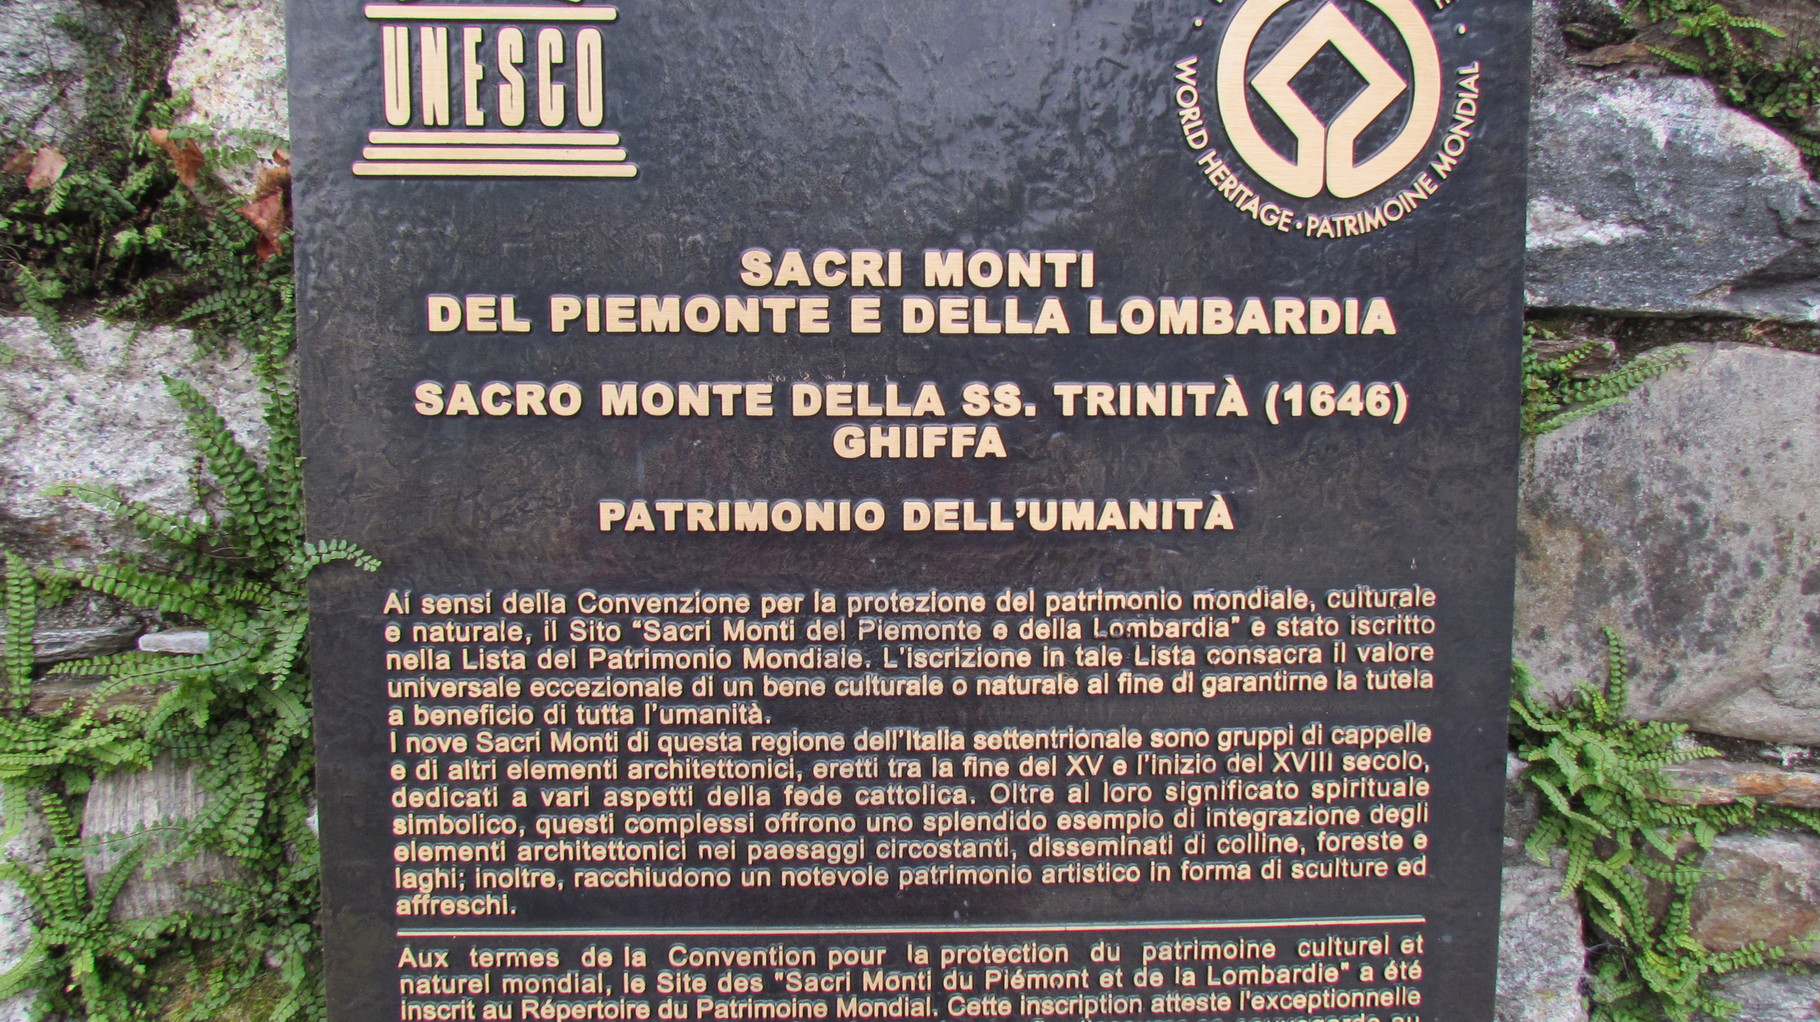 UNESCO
WORLD HERITAGE • PATRIMOINE MONDIAL •
SACRI MONTI
DEL PIEMONTE E DELLA LOMBARDIA
SACRO MONTE DELLA SS. TRINITÀ (1646)
GHIFFA
PATRIMONIO DELL'UMANITÀ
Ai sensi della Convenzione per la protezione del patrimonio mondiale, culturale
e naturale, il Sito "Sacri Monti del Piemonte e della Lombardia" e stato iscritto
nella Lista del Patrimonio Mondiale. L'iscrizione in tale Lista consacra il valore
universale eccezionale di un bene culturale o naturale al fine di garantirne la tutela
a beneficio di tutta l'umanità.
I nove Sacri Monti di questa regione dell'Italia settentrionale sono gruppi di cappelle
e di altri elementi architettonici, eretti tra la fine del XV e l'inizio del XVIII secolo,
dedicati a vari aspetti della fede cattolica. Oltre al loro significato spirituale
simbolico, questi complessi offrono uno splendido esempio di integrazione degli
elementi architettonici nei paesaggi circostanti, disseminati di colline, foreste e
laghi; inoltre, racchiudono un notevole patrimonio artistico in forma di sculture ed
affreschi.
Aux termes de la Convention pour la protection du patrimoine culturel et
naturel mondial, le Site des "Sacri Monti du Piémont et de la Lombardie" a été
inscrit au Répertoire du Patrimoine Mondial. Cette inscription atteste l'exceptionnelle